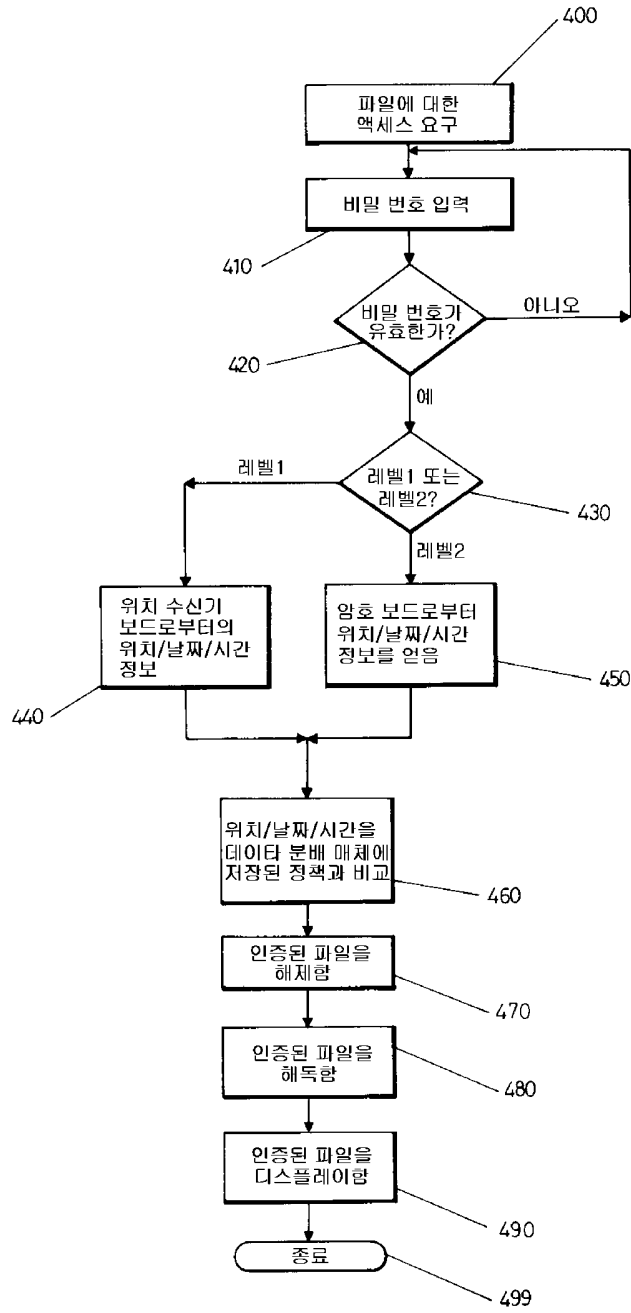 400
파일에 대한
액세스 요구
비밀 번호 입력
410
비밀 번호가
유효한가?
아니오
420
예
레벨1
레벨1 또는
레벨2?
430
레벨2
위치 수신기
보드로부터의
위치/날짜/시간
정보
440
암호 보드로부터
위치/날짜/시간
정보를 얻음
450
위치/날짜/시간을
데이타 분배 매체에
저장된 정책과 비교
460
인증된 파일을
해제함
470
인증된 파일을
해독함
480
인증된 파일을
디스플레이함
490
종료
499